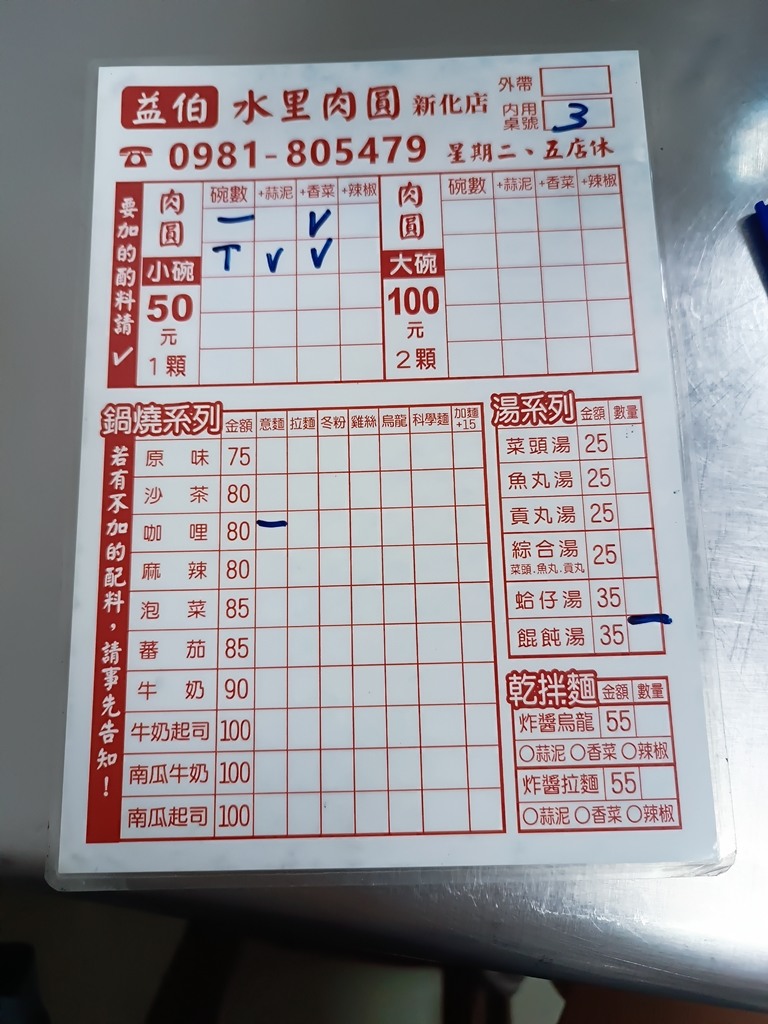 益伯 水里肉圓 新化店
外帶
內用桌號 3
☎ 0981-805479 星期二、五店休
要加的酌料請✓
肉圓 小碗 50元 1顆
碗數 +蒜泥 +香菜 +辣椒
一 ✓
T ✓ ✓
肉圓 大碗 100元 2顆
碗數 +蒜泥 +香菜 +辣椒
鍋燒系列 金額 意麵 拉麵 冬粉 雞絲 烏龍 科學麵 加麵+15
若有不加的配料,請事先告知!
原味 75
沙茶 80
咖哩 80 一
麻辣 80
泡菜 85
蕃茄 85
牛奶 90
牛奶起司 100
南瓜牛奶 100
南瓜起司 100
湯系列 金額 數量
菜頭湯 25
魚丸湯 25
貢丸湯 25
綜合湯 25
菜頭.魚丸.貢丸
蛤仔湯 35
餛飩湯 35 一
乾拌麵 金額 數量
炸醬烏龍 55
○蒜泥 ○香菜 ○辣椒
炸醬拉麵 55
○蒜泥 ○香菜 ○辣椒